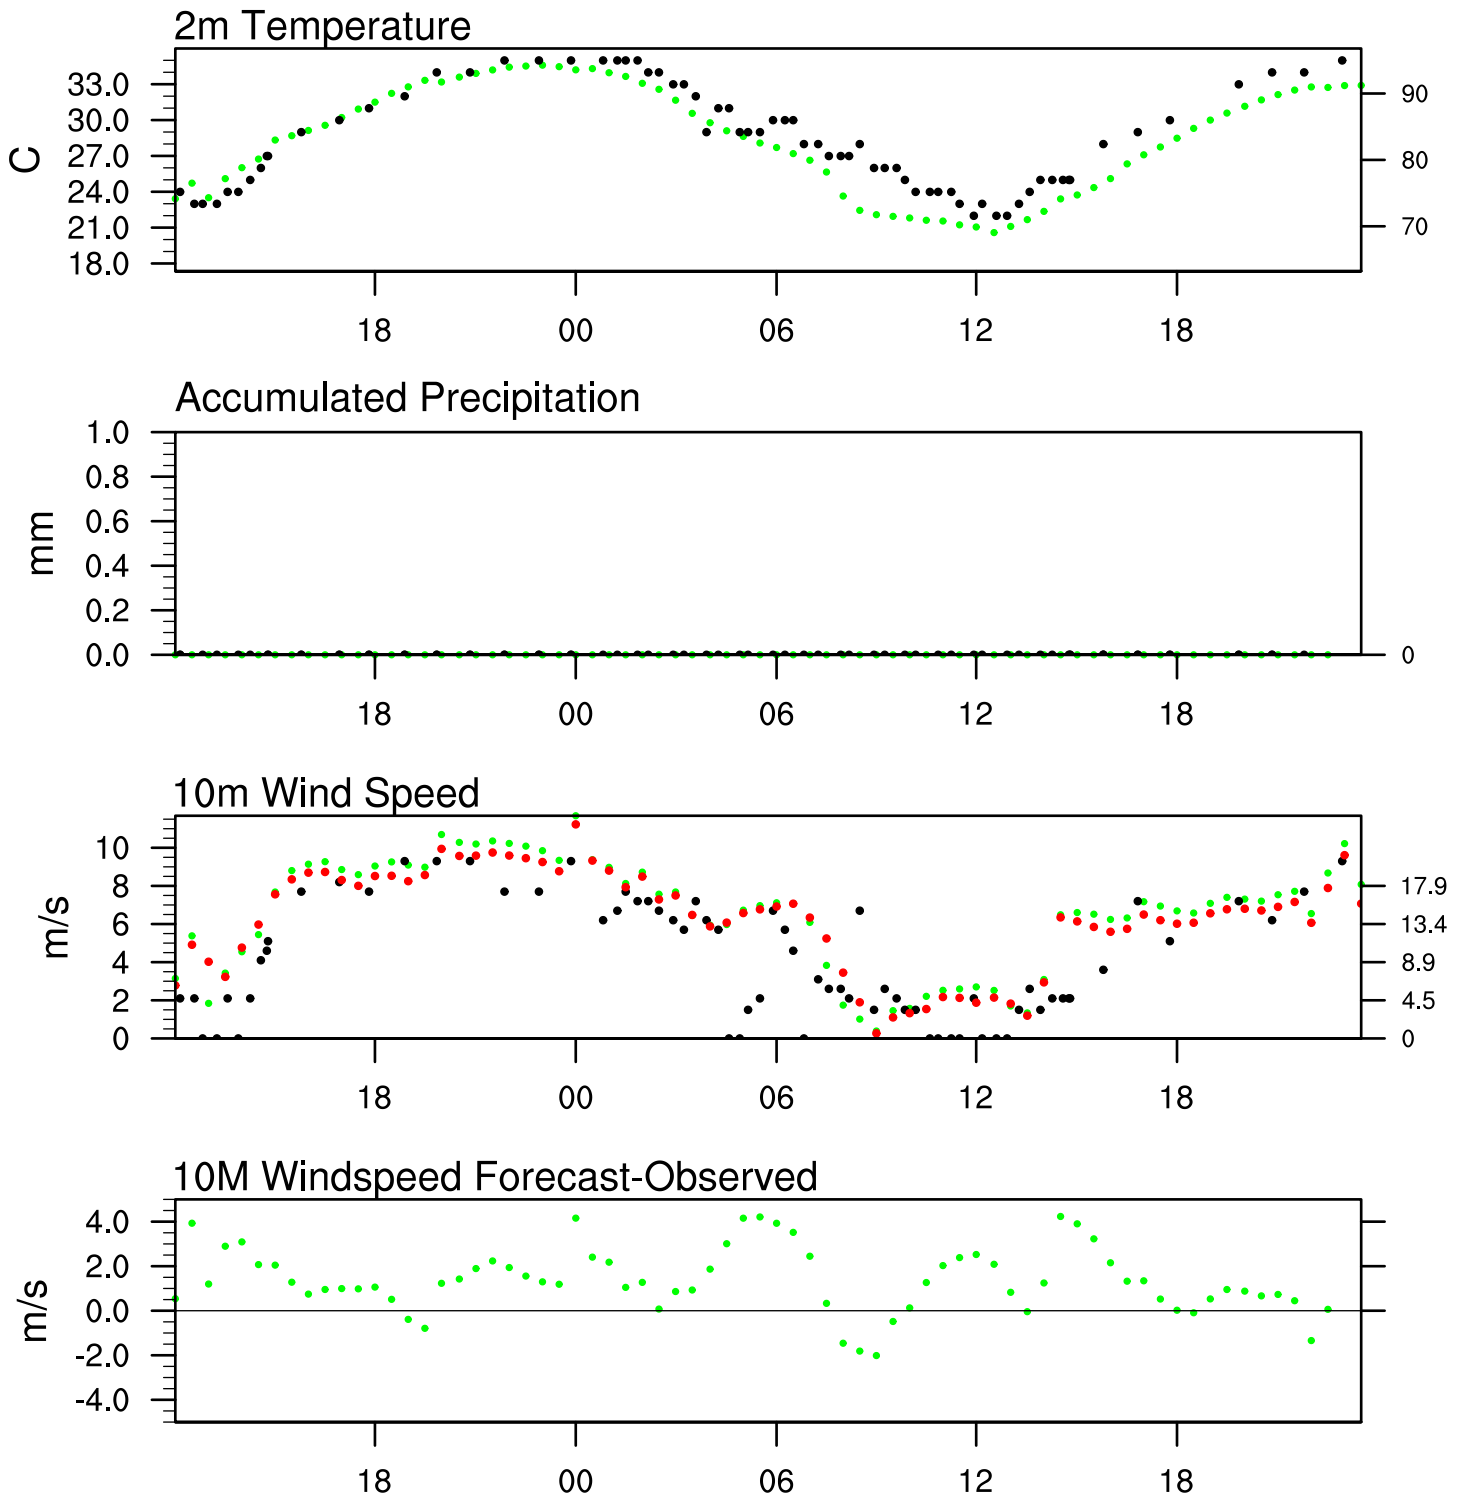 2m Temperature
C
33.0
30.0
27.0
24.0
21.0
18.0
90
80
70
18 00 06 12 18
Accumulated Precipitation
mm
1.0
0.8
0.6
0.4
0.2
0.0
0
18 00 06 12 18
10m Wind Speed
m/s
10
8
6
4
2
0
17.9
13.4
8.9
4.5
0
18 00 06 12 18
10M Windspeed Forecast-Observed
m/s
4.0
2.0
0.0
-2.0
-4.0
18 00 06 12 18